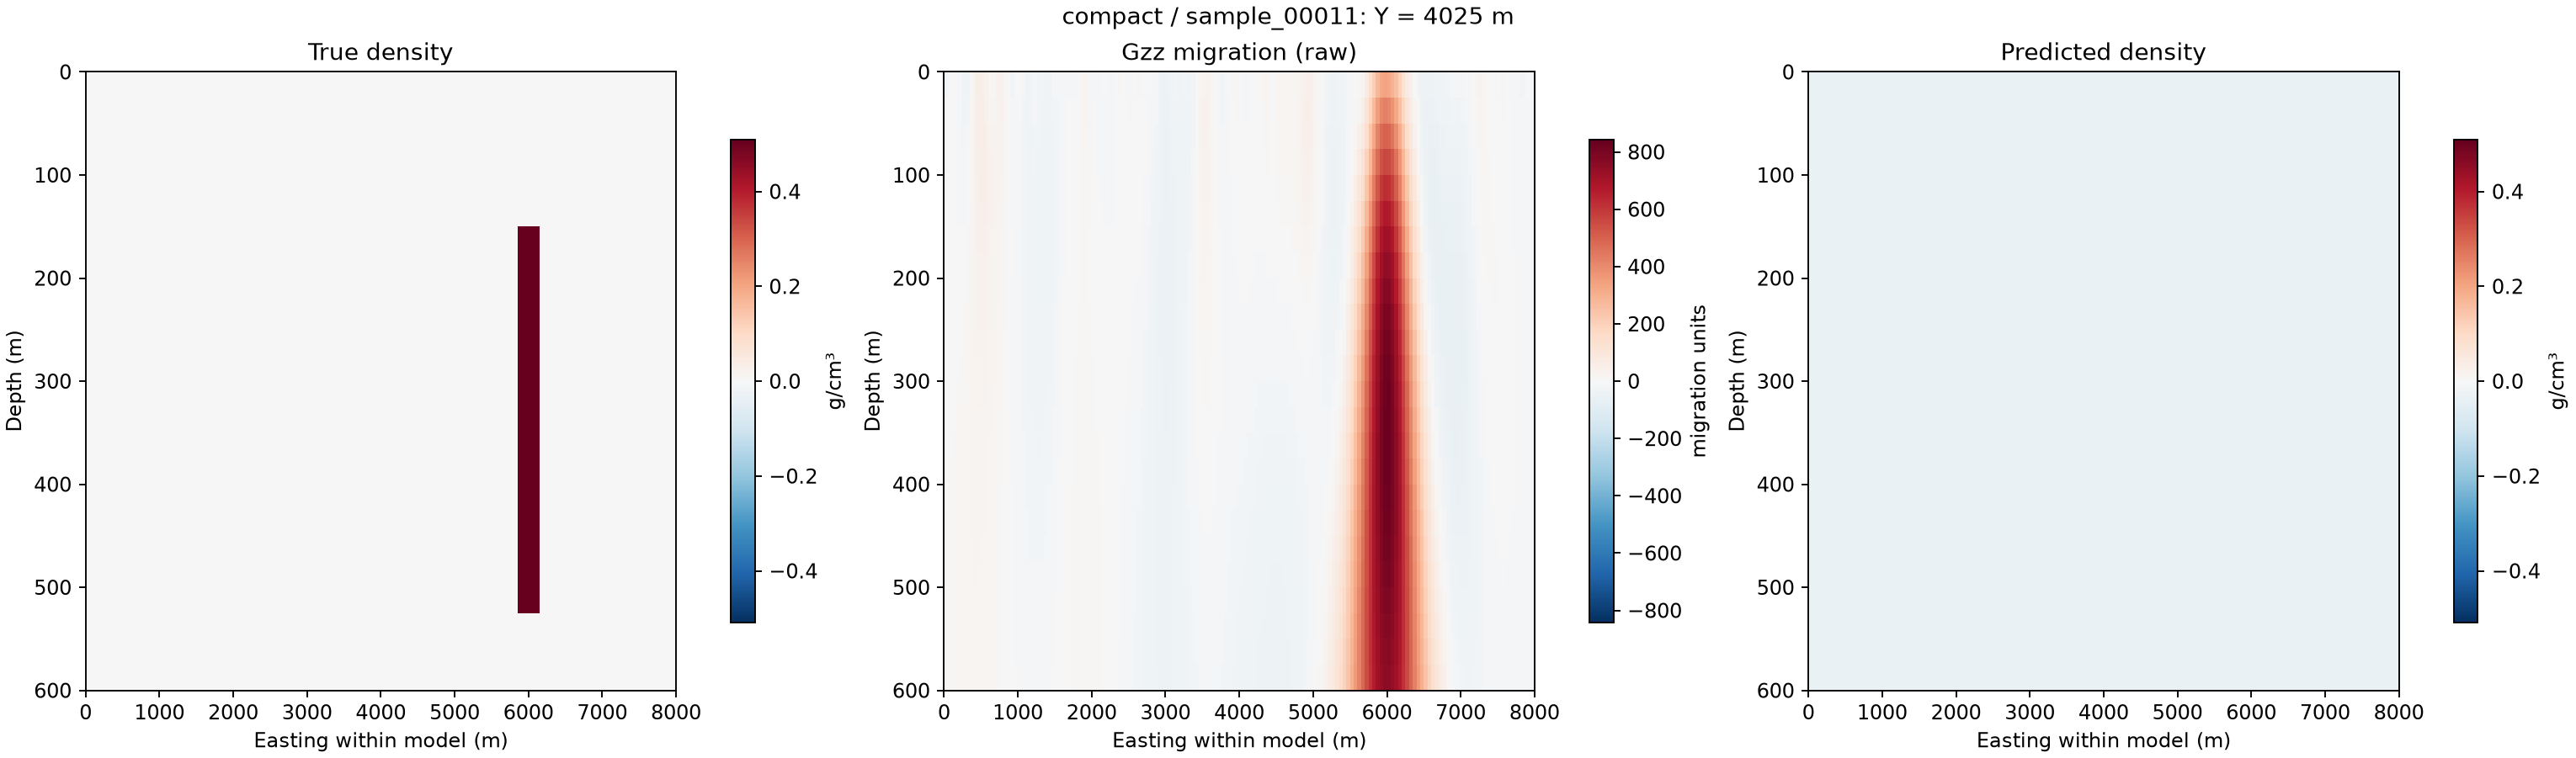 compact / sample_00011: Y = 4025 m
True density
0
100
200
300
400
500
600
Depth (m)
0 1000 2000 3000 4000 5000 6000 7000 8000
Easting within model (m)
0.4
0.2
0.0
−0.2
−0.4
g/cm³
Gzz migration (raw)
0
100
200
300
400
500
600
Depth (m)
0 1000 2000 3000 4000 5000 6000 7000 8000
Easting within model (m)
800
600
400
200
0
−200
−400
−600
−800
migration units
Predicted density
0
100
200
300
400
500
600
Depth (m)
0 1000 2000 3000 4000 5000 6000 7000 8000
Easting within model (m)
0.4
0.2
0.0
−0.2
−0.4
g/cm³